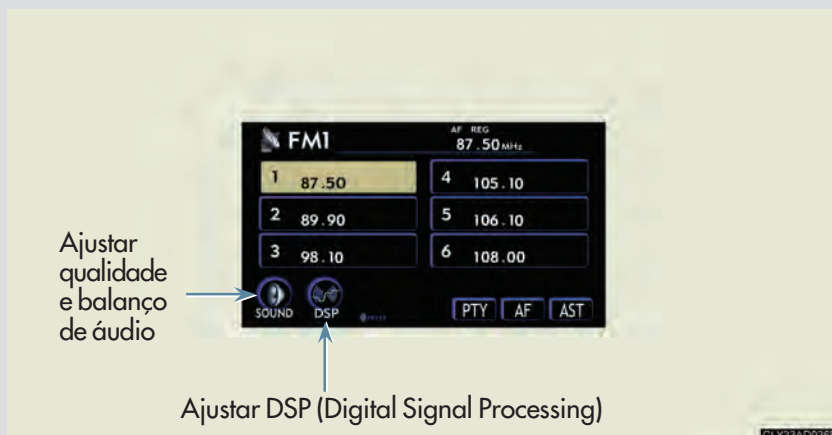 FM1
AF REG
87.50 MHz
1 87.50
4 105.10
2 89.90
5 106.10
3 98.10
6 108.00
SOUND
DSP
PTY
AF
AST
Ajustar
qualidade
e balanço
de áudio
Ajustar DSP (Digital Signal Processing)